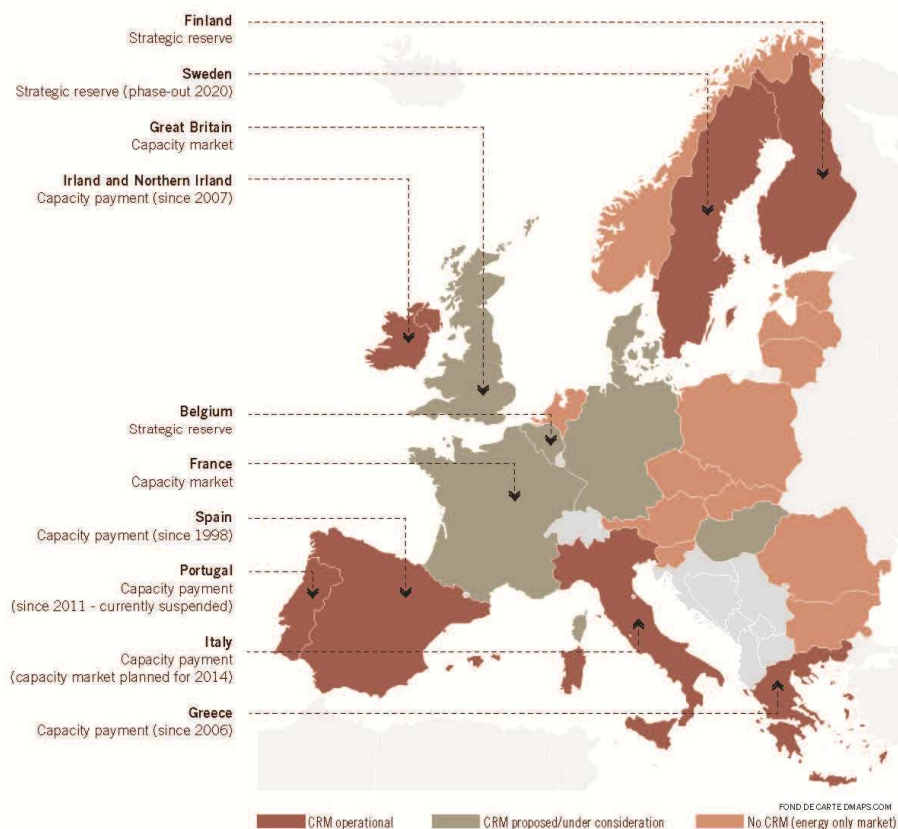 Finland
Strategic reserve
Sweden
Strategic reserve (phase-out 2020)
Great Britain
Capacity market
Irland and Northern Irland
Capacity payment (since 2007)
Belgium
Strategic reserve
France
Capacity market
Spain
Capacity payment (since 1998)
Portugal
Capacity payment
(since 2011 - currently suspended)
Italy
Capacity payment
(capacity market planned for 2014)
Greece
Capacity payment (since 2006)
FOND DE CARTE DMAPS.COM
CRM operational
CRM proposed/under consideration
No CRM (energy only market)